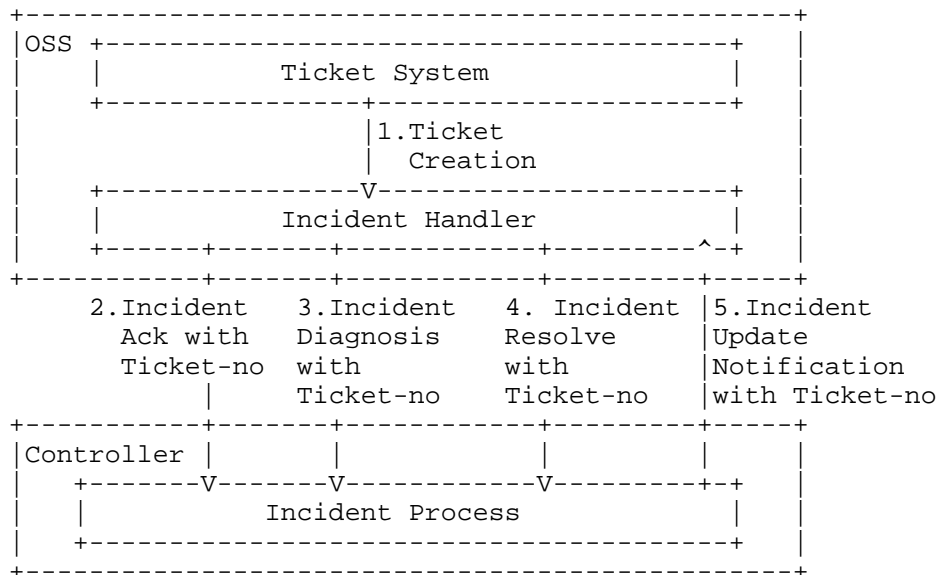 OSS
Ticket System
1.Ticket
Creation
Incident Handler
2.Incident 3.Incident 4. Incident 5.Incident
Ack with Diagnosis Resolve Update
Ticket-no with with Notification
Ticket-no Ticket-no with Ticket-no
Controller
Incident Process